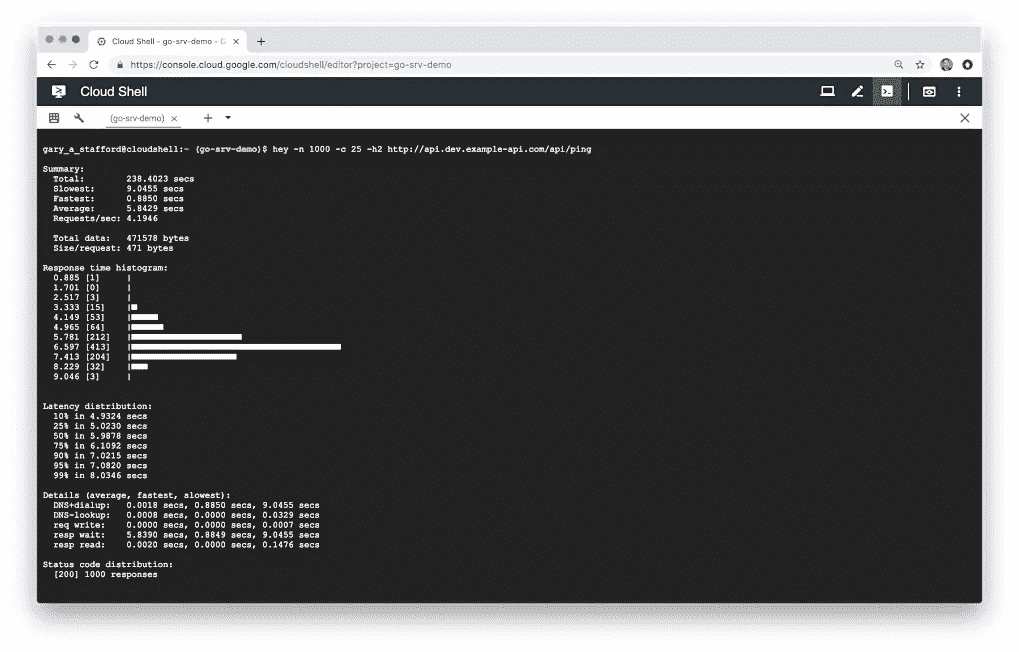 Cloud Shell - go-srv-demo - G
https://console.cloud.google.com/cloudshell/editor?project=go-srv-demo
Cloud Shell
(go-srv-demo)
gary_a_stafford@cloudshell:~ (go-srv-demo)$ hey -n 1000 -c 25 -h2 http://api.dev.example-api.com/api/ping
Summary:
Total: 238.4023 secs
Slowest: 9.0455 secs
Fastest: 0.8850 secs
Average: 5.8429 secs
Requests/sec: 4.1946
Total data: 471578 bytes
Size/request: 471 bytes
Response time histogram:
0.885 [1] |
1.701 [0] |
2.517 [3] |
3.333 [15] |
4.149 [53] |
4.965 [64] |
5.781 [212] |
6.597 [413] |
7.413 [204] |
8.229 [32] |
9.046 [3] |
Latency distribution:
10% in 4.9324 secs
25% in 5.0230 secs
50% in 5.9878 secs
75% in 6.1092 secs
90% in 7.0215 secs
95% in 7.0820 secs
99% in 8.0346 secs
Details (average, fastest, slowest):
DNS+dialup: 0.0018 secs, 0.8850 secs, 9.0455 secs
DNS-lookup: 0.0008 secs, 0.0000 secs, 0.0329 secs
req write: 0.0000 secs, 0.0000 secs, 0.0007 secs
resp wait: 5.8390 secs, 0.8849 secs, 9.0455 secs
resp read: 0.0020 secs, 0.0000 secs, 0.1476 secs
Status code distribution:
[200] 1000 responses